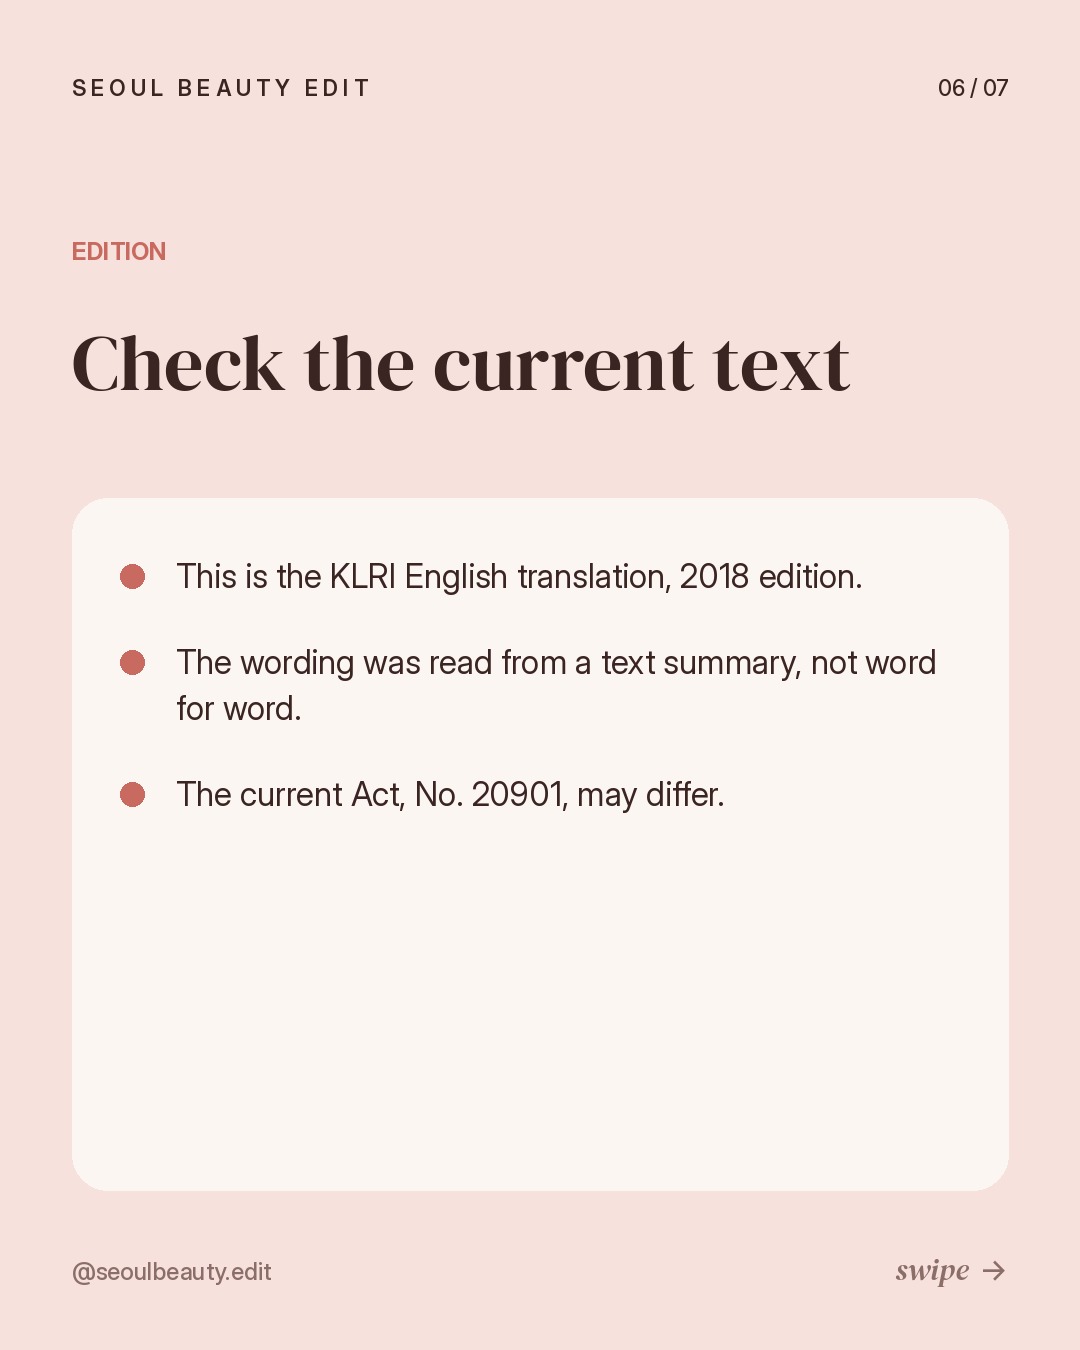 SEOUL BEAUTY EDIT
06 / 07
EDITION
Check the current text
This is the KLRI English translation, 2018 edition.
The wording was read from a text summary, not word
for word.
The current Act, No. 20901, may differ.
@seoulbeauty.edit
swipe →